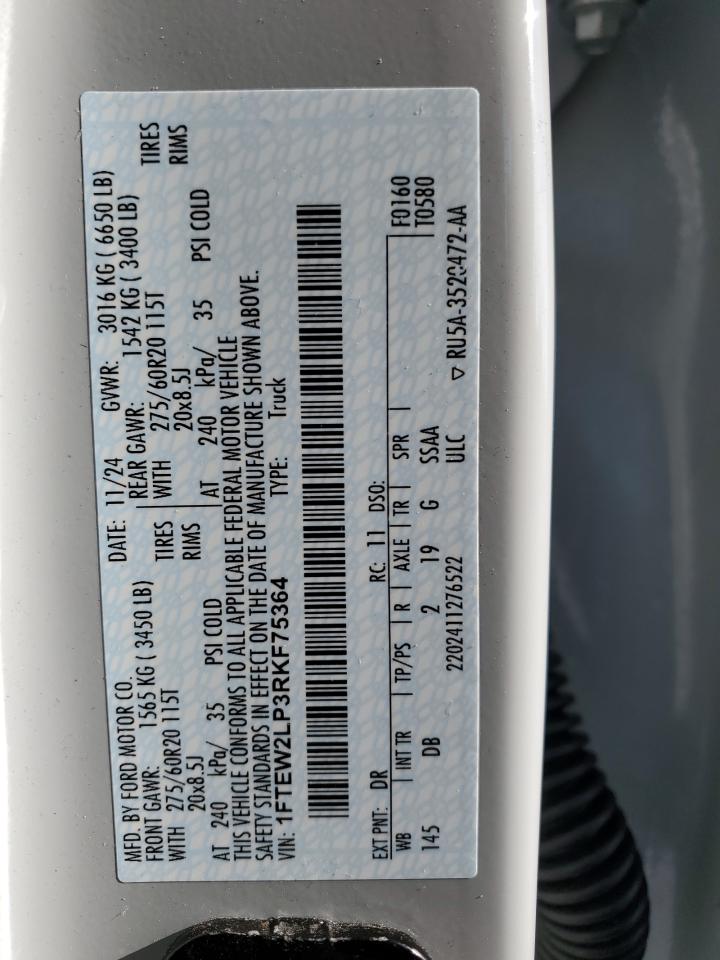 MFD. BY FORD MOTOR CO.
DATE: 11/24 GVWR: 3016 KG ( 6650 LB)
FRONT GAWR: 1565 KG ( 3450 LB) REAR GAWR: 1542 KG ( 3400 LB)
WITH 275/60R20 115T TIRES WITH 275/60R20 115T TIRES
20x8.5J RIMS 20x8.5J RIMS
AT 240 kPa/ 35 PSI COLD AT 240 kPa/ 35 PSI COLD
THIS VEHICLE CONFORMS TO ALL APPLICABLE FEDERAL MOTOR VEHICLE
SAFETY STANDARDS IN EFFECT ON THE DATE OF MANUFACTURE SHOWN ABOVE.
VIN: 1FTEW2LP3RKF75364 TYPE: Truck
F0160
EXT PNT: DR RC: 11 DSO: T0580
WB INT TR TP/PS R AXLE TR SPR
145 DB 2 19 G SSAA
2202411276522 ULC ▽ RU5A-3520472-AA